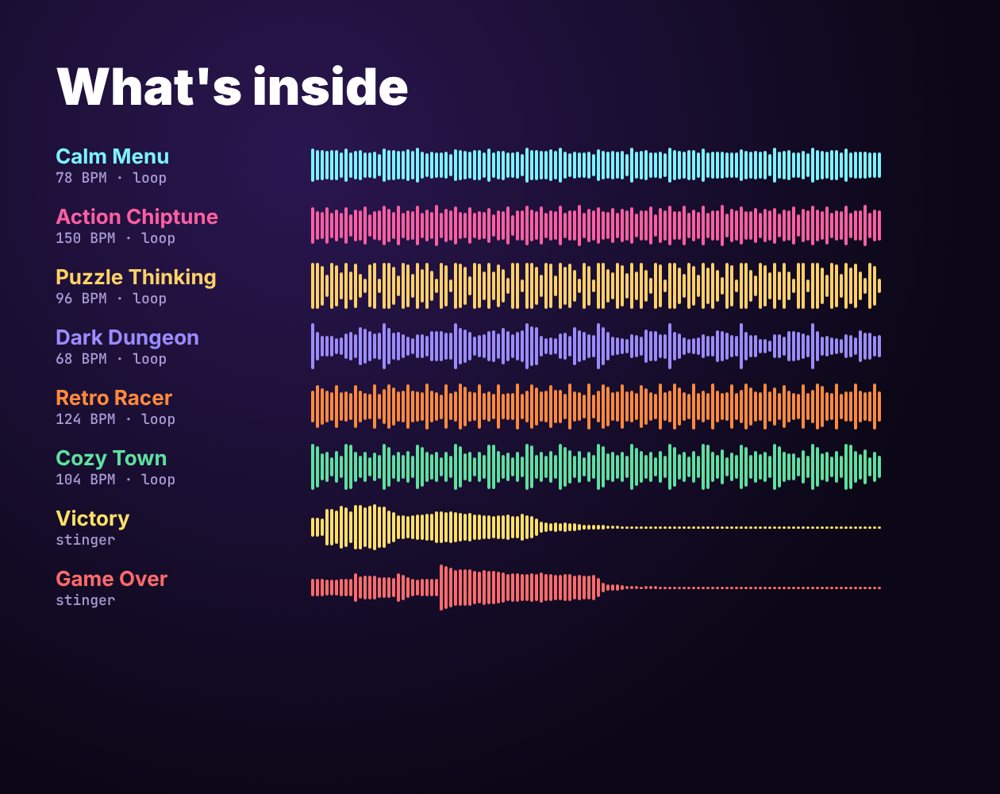 What's inside
Calm Menu
78 BPM · loop
Action Chiptune
150 BPM · loop
Puzzle Thinking
96 BPM · loop
Dark Dungeon
68 BPM · loop
Retro Racer
124 BPM · loop
Cozy Town
104 BPM · loop
Victory
stinger
Game Over
stinger